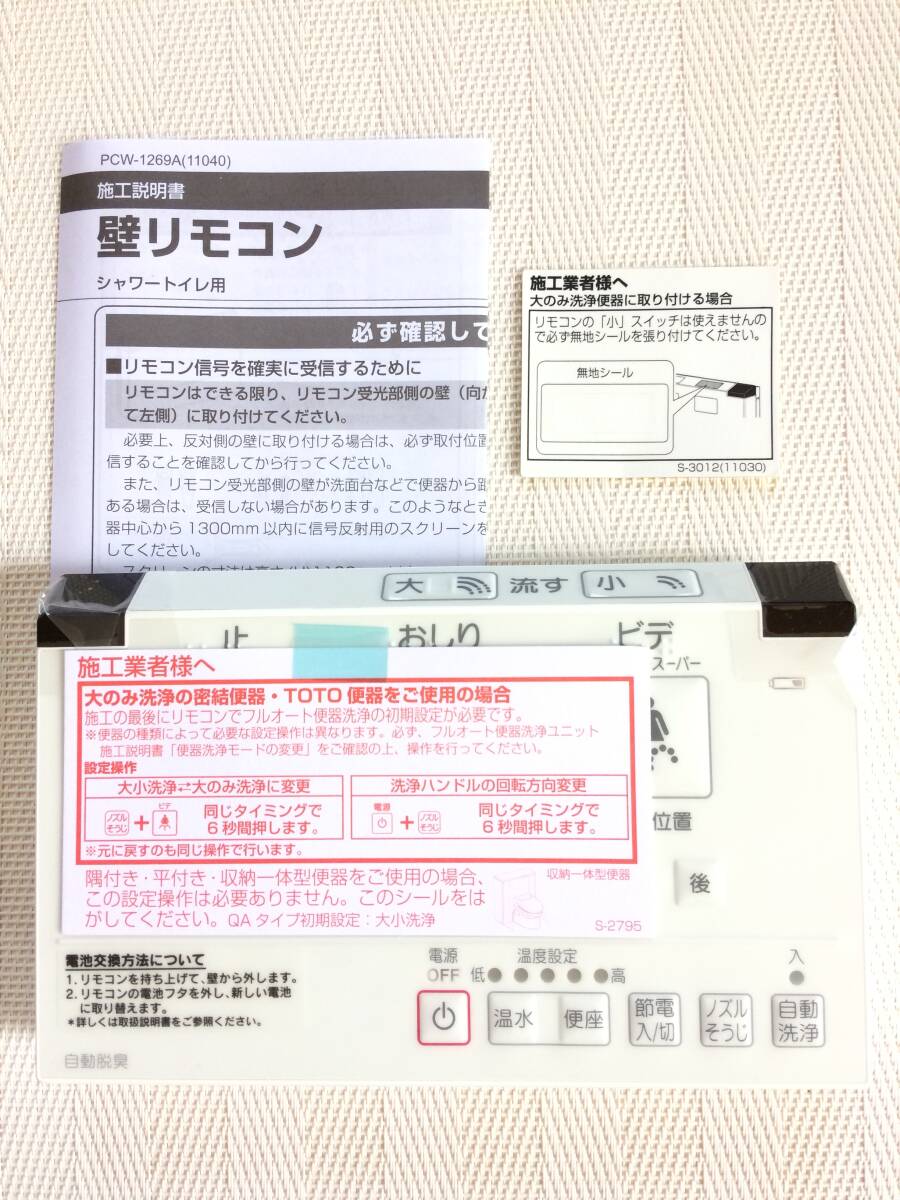 PCW-1269A(11040)
施工説明書
壁リモコン
シャワートイレ用
必ず確認して
■リモコン信号を確実に受信するために
リモコンはできる限り、リモコン受光部側の壁（向か
て左側）に取り付けてください。
必要上、反対側の壁に取り付ける場合は、必ず取付位置
信することを確認してから行ってください。
また、リモコン受光部側の壁が洗面台などで便器から距
ある場合は、受信しない場合があります。このようなとき
器中心から1300mm以内に信号反射用のスクリーンを
してください。
施工業者様へ
大のみ洗浄便器に取り付ける場合
リモコンの「小」スイッチは使えませんの
で必ず無地シールを張り付けてください。
無地シール
S-3012(11030)
大 流す 小
止 おしり ビデ
スーパー
施工業者様へ
大のみ洗浄の密結便器・TOTO便器をご使用の場合
施工の最後にリモコンでフルオート便器洗浄の初期設定が必要です。
※便器の種類によって必要な設定操作は異なります。必ず、フルオート便器洗浄ユニット
施工説明書「便器洗浄モードの変更」をご確認の上、操作を行ってください。
設定操作
大小洗浄⇄大のみ洗浄に変更
ノズルそうじ + ビデ 同じタイミングで
6秒間押します。
洗浄ハンドルの回転方向変更
電源 + ノズルそうじ 同じタイミングで
6秒間押します。
※元に戻すのも同じ操作で行います。
隅付き・平付き・収納一体型便器をご使用の場合、
この設定操作は必要ありません。このシールをは
がしてください。QAタイプ初期設定：大小洗浄
収納一体型便器
S-2795
位置
後
電池交換方法について
1.リモコンを持ち上げて、壁から外します。
2.リモコンの電池フタを外し、新しい電池
に取り替えます。
*詳しくは取扱説明書をご参照ください。
自動脱臭
電源 温度設定 入
OFF 低 高
温水 便座 節電 ノズル 自動
入/切 そうじ 洗浄